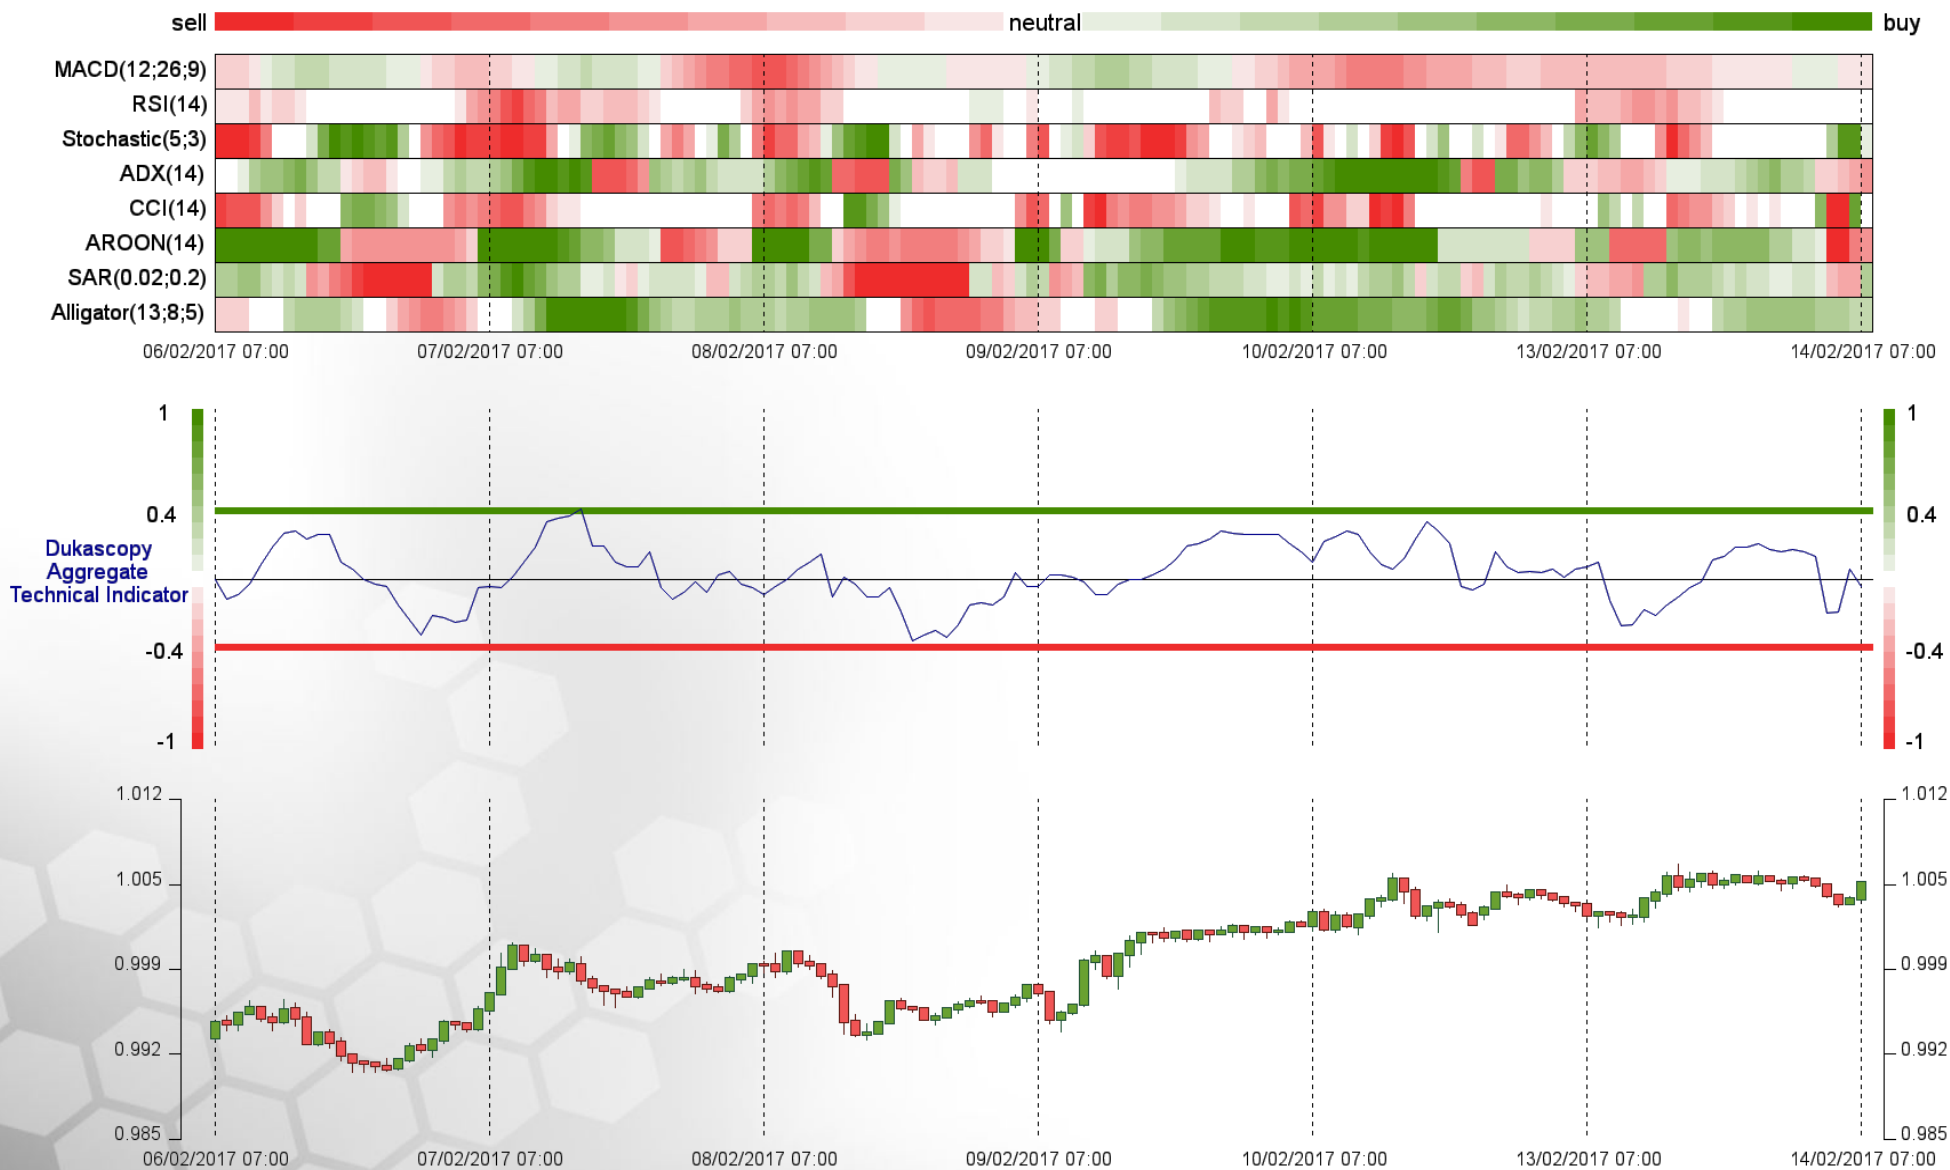 sell neutral buy
MACD(12;26;9)
RSI(14)
Stochastic(5;3)
ADX(14)
CCI(14)
AROON(14)
SAR(0.02;0.2)
Alligator(13;8;5)
06/02/2017 07:00 07/02/2017 07:00 08/02/2017 07:00 09/02/2017 07:00 10/02/2017 07:00 13/02/2017 07:00 14/02/2017 07:00
1 1
0.4 0.4
Dukascopy
Aggregate
Technical Indicator
-0.4 -0.4
-1 -1
1.012 1.012
1.005 1.005
0.999 0.999
0.992 0.992
0.985 0.985
06/02/2017 07:00 07/02/2017 07:00 08/02/2017 07:00 09/02/2017 07:00 10/02/2017 07:00 13/02/2017 07:00 14/02/2017 07:00